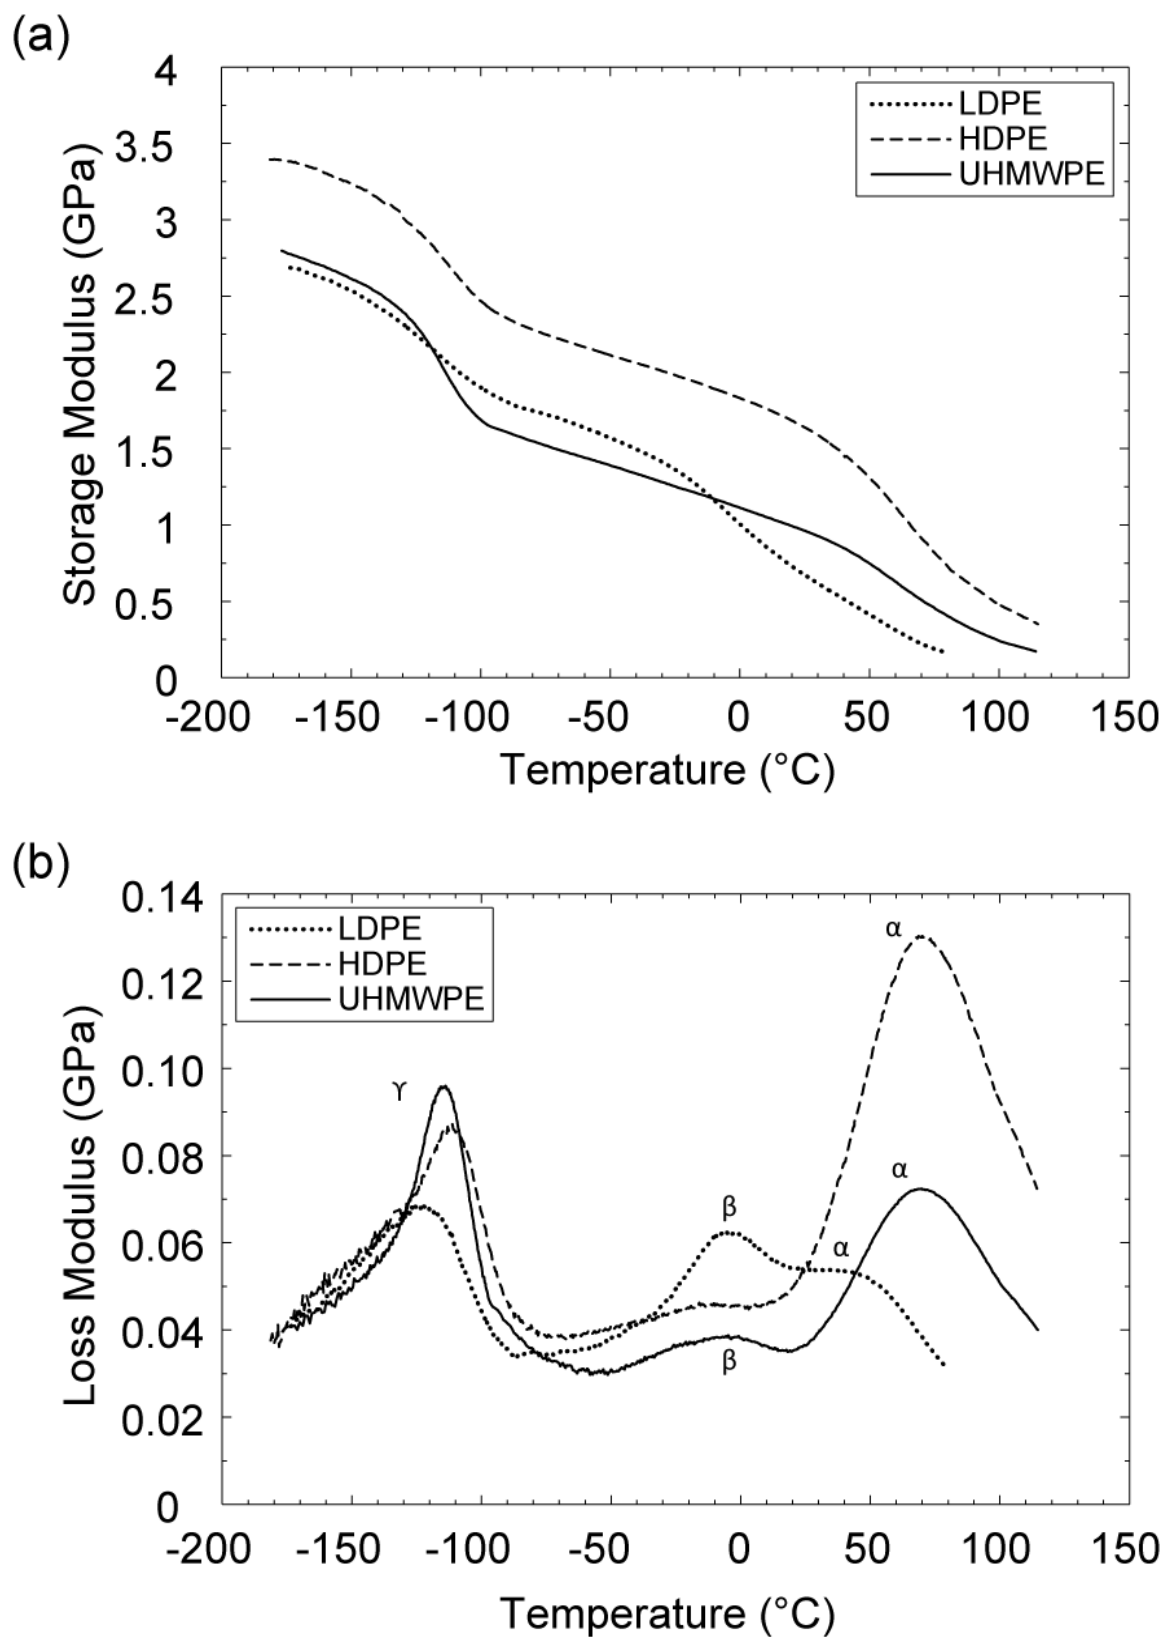 (a)
Storage Modulus (GPa)
4
3.5
3
2.5
2
1.5
1
0.5
0
LDPE
HDPE
UHMWPE
-200 -150 -100 -50 0 50 100 150
Temperature (°C)
(b)
Loss Modulus (GPa)
0.14
0.12
0.10
0.08
0.06
0.04
0.02
0
LDPE
HDPE
UHMWPE
α
ϒ
α
β
α
β
-200 -150 -100 -50 0 50 100 150
Temperature (°C)